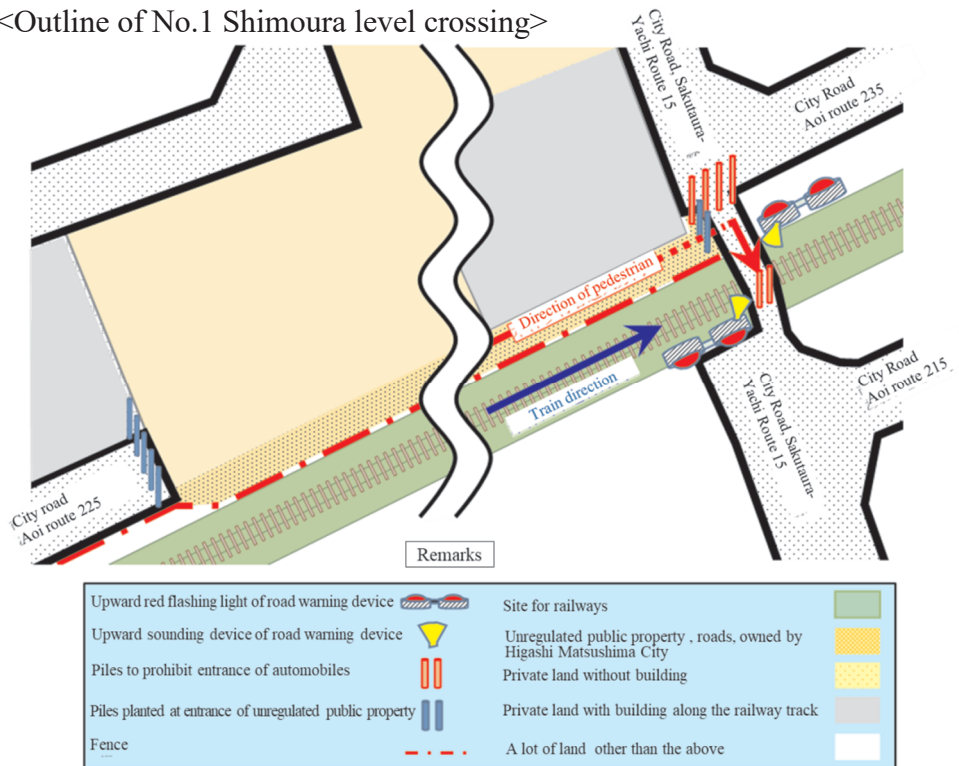 <Outline of No.1 Shimoura level crossing>
City Road, Sakutaura-
Yachi Route 15
City Road
Aoi route 235
Direction of pedestrian
Train direction
City Road
Aoi route 215
City Road, Sakutaura-
Yachi Route 15
City road
Aoi route 225
Remarks
Upward red flashing light of road warning device
Upward sounding device of road warning device
Piles to prohibit entrance of automobiles
Piles planted at entrance of unregulated public property
Fence
Site for railways
Unregulated public property , roads, owned by
Higashi Matsushima City
Private land without building
Private land with building along the railway track
A lot of land other than the above